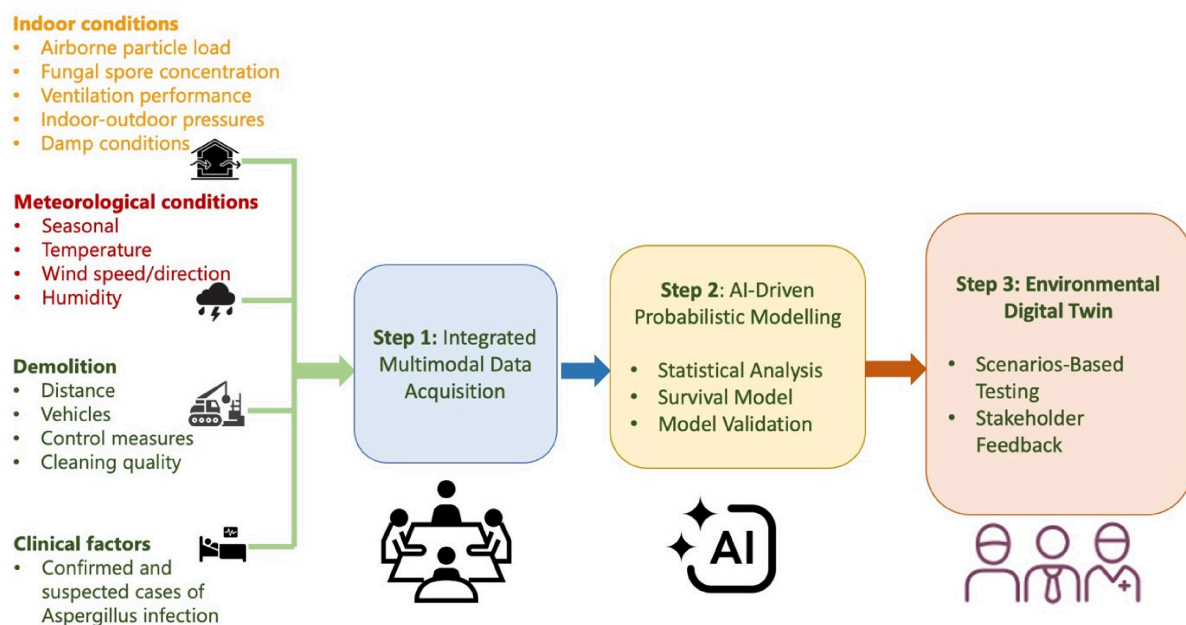 Indoor conditions
• Airborne particle load
• Fungal spore concentration
• Ventilation performance
• Indoor-outdoor pressures
• Damp conditions
Meteorological conditions
• Seasonal
• Temperature
• Wind speed/direction
• Humidity
Demolition
• Distance
• Vehicles
• Control measures
• Cleaning quality
Clinical factors
• Confirmed and
suspected cases of
Aspergillus infection
Step 1: Integrated
Multimodal Data
Acquisition
Step 2: AI-Driven
Probabilistic Modelling
• Statistical Analysis
• Survival Model
• Model Validation
AI
Step 3: Environmental
Digital Twin
• Scenarios-Based
Testing
• Stakeholder
Feedback